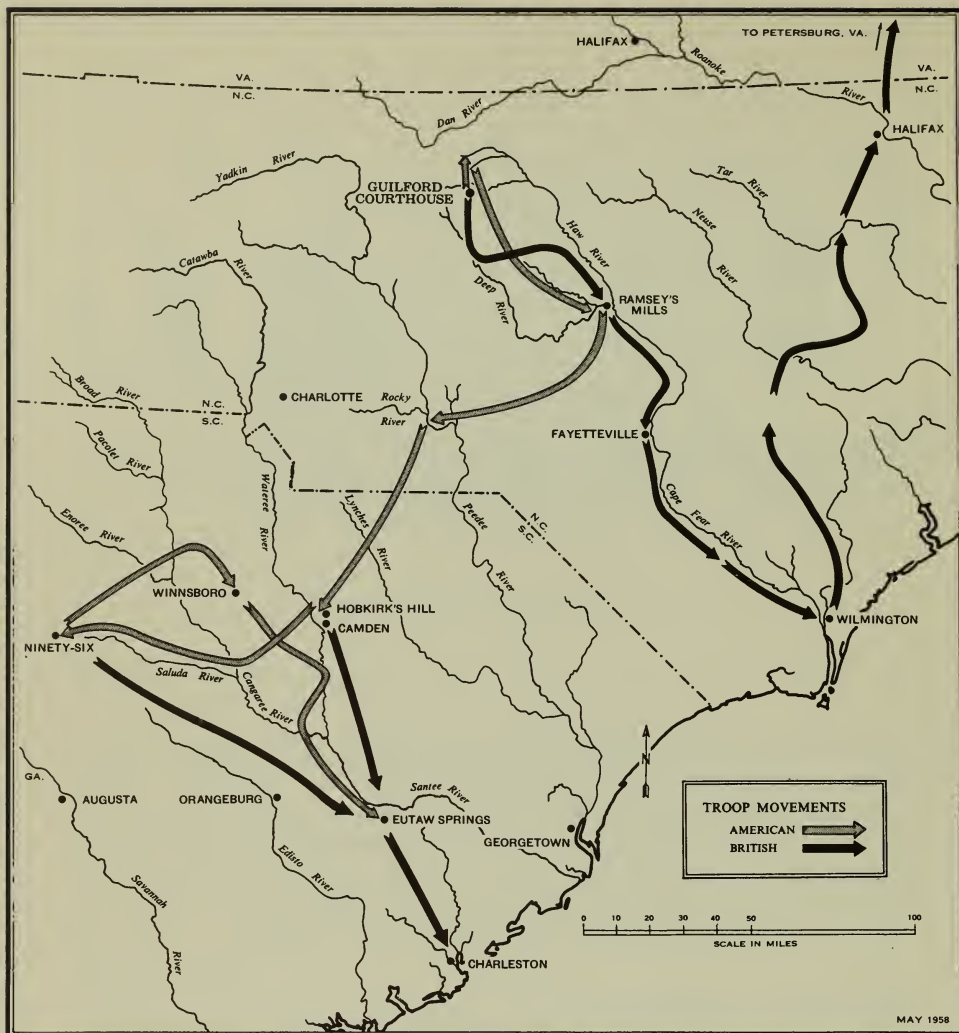 TO PETERSBURG, VA.
HALIFAX
Roanoke
VA.
N.C.
VA.
N.C.
River
Dan River
HALIFAX
Yadkin River
GUILFORD
COURTHOUSE
Tar River
Neuse River
Haw River
Catawba River
Deep River
RAMSEY'S
MILLS
Broad River
N.C.
S.C.
CHARLOTTE
Rocky
River
FAYETTEVILLE
Pacolet River
Wateree River
Lynches River
Peedee River
N.C.
S.C.
Cape Fear River
Enoree River
WINNSBORO
HOBKIRK'S HILL
CAMDEN
WILMINGTON
NINETY-SIX
Saluda River
Cangaree River
N
GA.
AUGUSTA
ORANGEBURG
Santee River
EUTAW SPRINGS
GEORGETOWN
TROOP MOVEMENTS
AMERICAN
BRITISH
Edisto River
Savannah River
0 10 20 30 40 50 100
SCALE IN MILES
CHARLESTON
MAY 1958